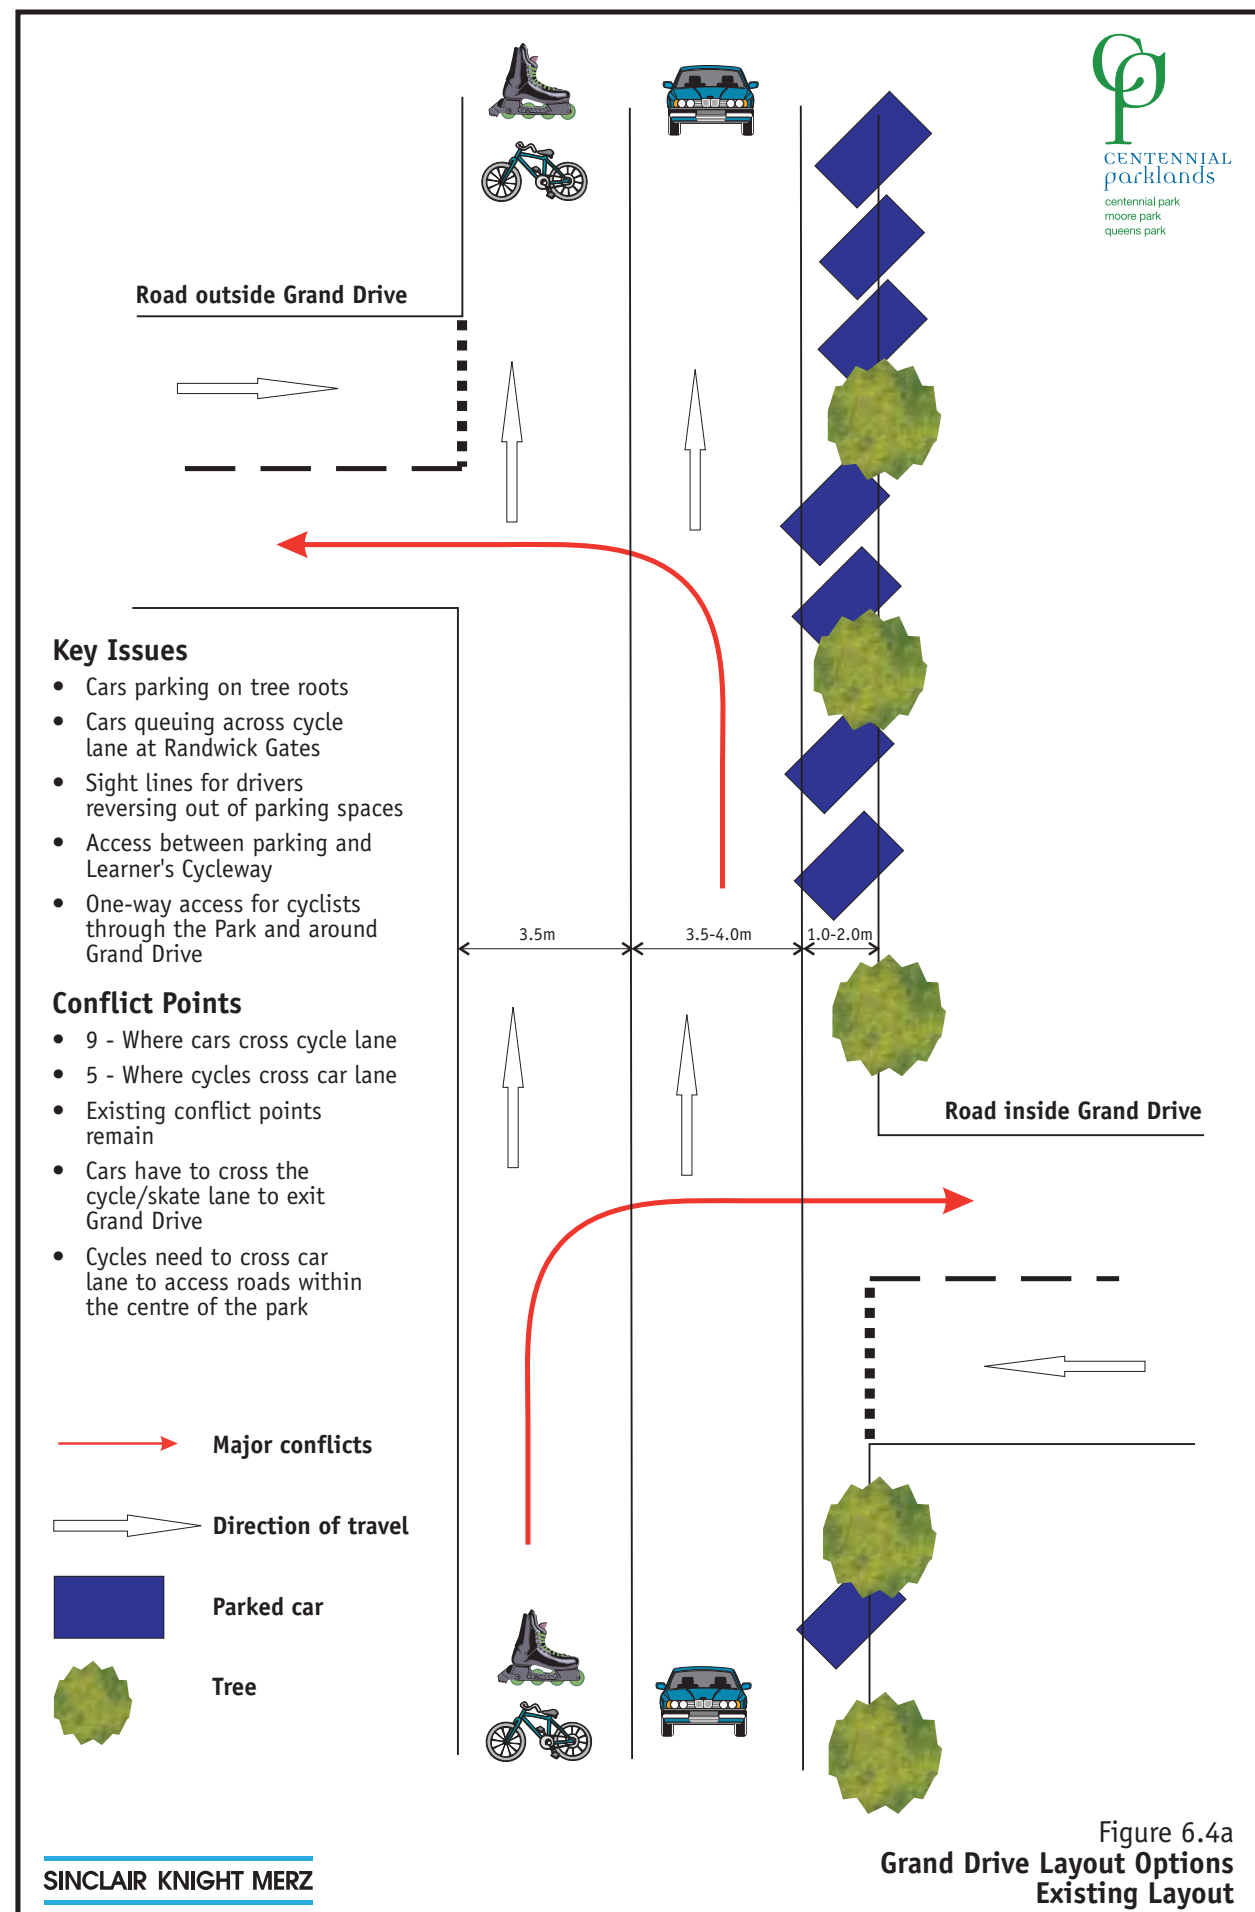 CENTENNIAL
parklands
centennial park
moore park
queens park
Road outside Grand Drive
Key Issues
• Cars parking on tree roots
• Cars queuing across cycle
lane at Randwick Gates
• Sight lines for drivers
reversing out of parking spaces
• Access between parking and
Learner's Cycleway
• One-way access for cyclists
through the Park and around
Grand Drive
3.5m
3.5-4.0m
1.0-2.0m
Conflict Points
• 9 - Where cars cross cycle lane
• 5 - Where cycles cross car lane
• Existing conflict points
remain
• Cars have to cross the
cycle/skate lane to exit
Grand Drive
• Cycles need to cross car
lane to access roads within
the centre of the park
Road inside Grand Drive
Major conflicts
Direction of travel
Parked car
Tree
SINCLAIR KNIGHT MERZ
Figure 6.4a
Grand Drive Layout Options
Existing Layout